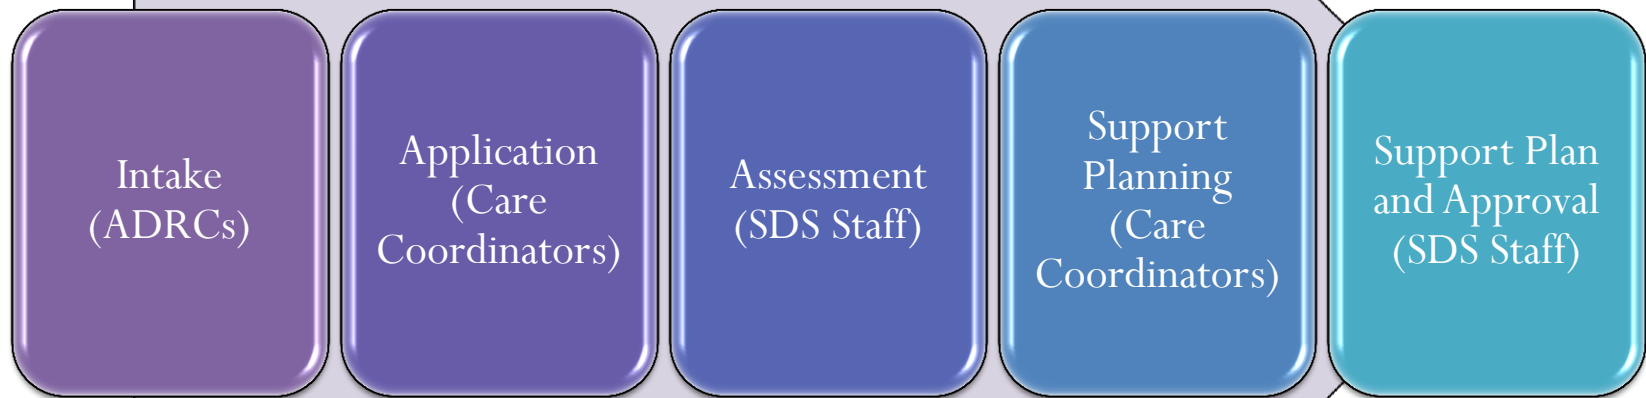 Intake
(ADRCs)
Application
(Care
Coordinators)
Assessment
(SDS Staff)
Support
Planning
(Care
Coordinators)
Support Plan
and Approval
(SDS Staff)